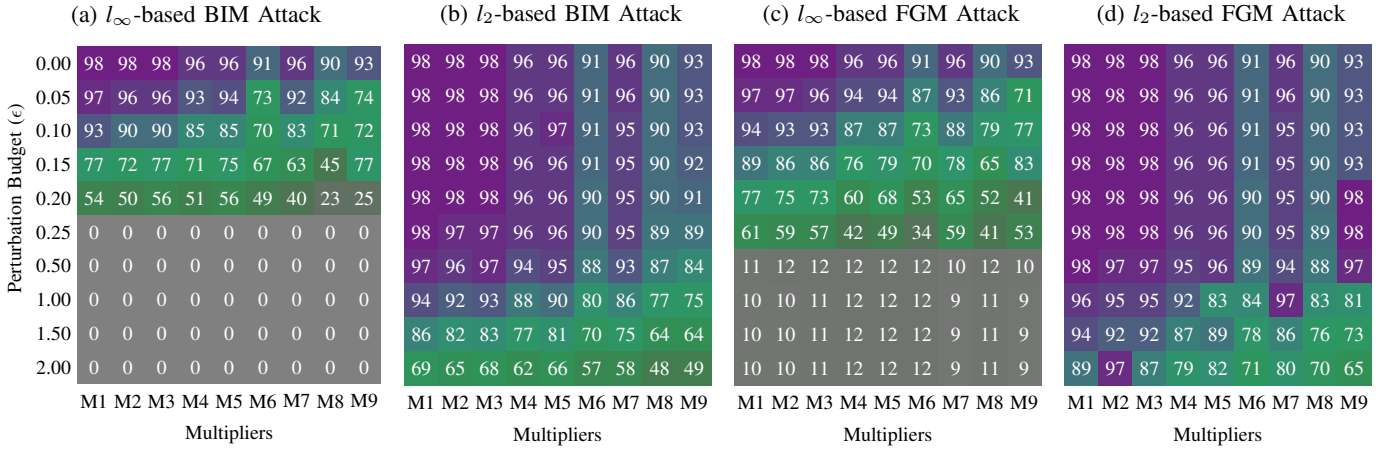 (a) l∞-based BIM Attack (b) l2-based BIM Attack (c) l∞-based FGM Attack (d) l2-based FGM Attack
Perturbation Budget (ϵ)
0.00 98 98 98 96 96 91 96 90 93 98 98 98 96 96 91 96 90 93 98 98 98 96 96 91 96 90 93 98 98 98 96 96 91 96 90 93
0.05 97 96 96 93 94 73 92 84 74 98 98 98 96 96 91 96 90 93 97 97 96 94 94 87 93 86 71 98 98 98 96 96 91 96 90 93
0.10 93 90 90 85 85 70 83 71 72 98 98 98 96 97 91 95 90 93 94 93 93 87 87 73 88 79 77 98 98 98 96 96 91 95 90 93
0.15 77 72 77 71 75 67 63 45 77 98 98 98 96 96 91 95 90 92 89 86 86 76 79 70 78 65 83 98 98 98 96 96 91 95 90 93
0.20 54 50 56 51 56 49 40 23 25 98 98 98 96 96 90 95 90 91 77 75 73 60 68 53 65 52 41 98 98 98 96 96 90 95 90 98
0.25 0 0 0 0 0 0 0 0 0 98 97 97 96 96 90 95 89 89 61 59 57 42 49 34 59 41 53 98 98 98 96 96 90 95 89 98
0.50 0 0 0 0 0 0 0 0 0 97 96 97 94 95 88 93 87 84 11 12 12 12 12 12 10 12 10 98 97 97 95 96 89 94 88 97
1.00 0 0 0 0 0 0 0 0 0 94 92 93 88 90 80 86 77 75 10 10 11 12 12 12 9 11 9 96 95 95 92 83 84 97 83 81
1.50 0 0 0 0 0 0 0 0 0 86 82 83 77 81 70 75 64 64 10 10 11 12 12 12 9 11 9 94 92 92 87 89 78 86 76 73
2.00 0 0 0 0 0 0 0 0 0 69 65 68 62 66 57 58 48 49 10 10 11 12 12 12 9 11 9 89 97 87 79 82 71 80 70 65
M1 M2 M3 M4 M5 M6 M7 M8 M9 M1 M2 M3 M4 M5 M6 M7 M8 M9 M1 M2 M3 M4 M5 M6 M7 M8 M9 M1 M2 M3 M4 M5 M6 M7 M8 M9
Multipliers Multipliers Multipliers Multipliers